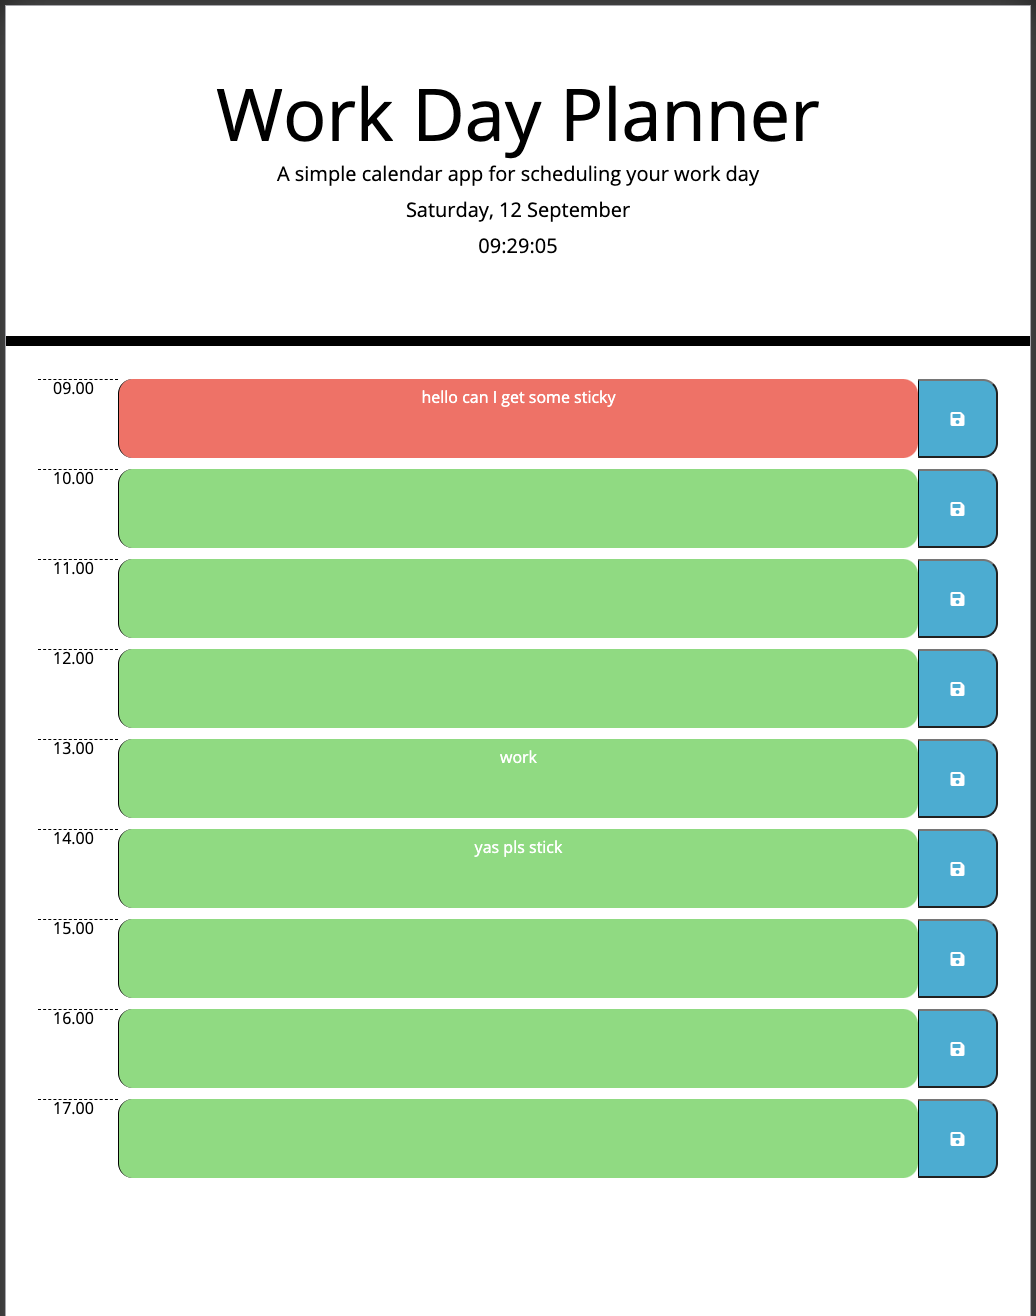 Work Day Planner
A simple calendar app for scheduling your work day
Saturday, 12 September
09:29:05
09.00 hello can I get some sticky
10.00
11.00
12.00
13.00 work
14.00 yas pls stick
15.00
16.00
17.00